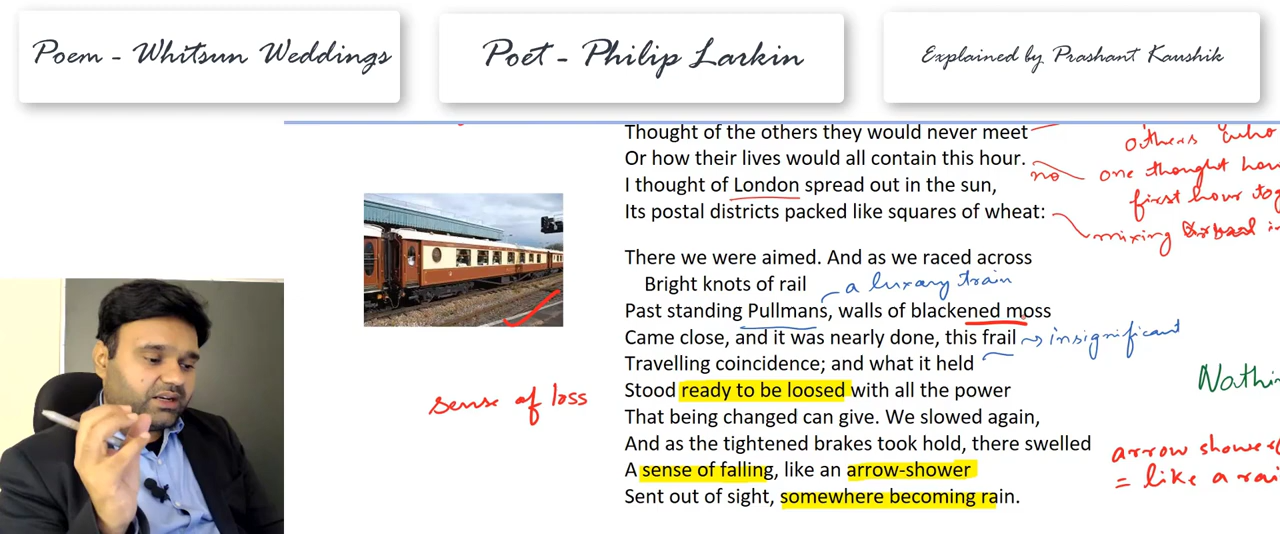 Poem - Whitsun Weddings
Poet - Philip Larkin
Explained by Prashant Kaushik
Thought of the others they would never meet
others who
Or how their lives would all contain this hour.
no
one thought how
I thought of London spread out in the sun,
first hour tog
Its postal districts packed like squares of wheat:
mixing
There we were aimed. And as we raced across
Bright knots of rail
a luxary train
Past standing Pullmans, walls of blackened moss
Came close, and it was nearly done, this frail
insignificant
Travelling coincidence; and what it held
Nothin
Stood ready to be loosed with all the power
sense of loss
That being changed can give. We slowed again,
And as the tightened brakes took hold, there swelled
arrow shower
A sense of falling, like an arrow-shower
= like a rai
Sent out of sight, somewhere becoming rain.